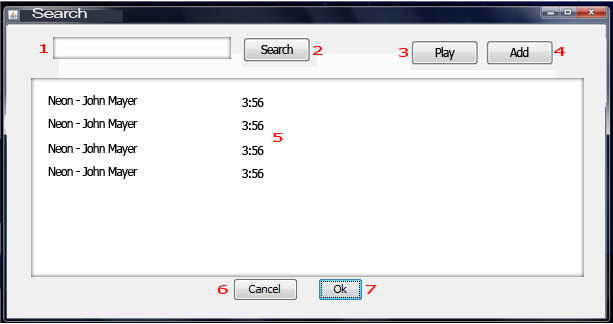 Search
1 Search 2 3 Play Add 4
Neon - John Mayer 3:56
Neon - John Mayer 3:56
5
Neon - John Mayer 3:56
Neon - John Mayer 3:56
6 Cancel Ok 7